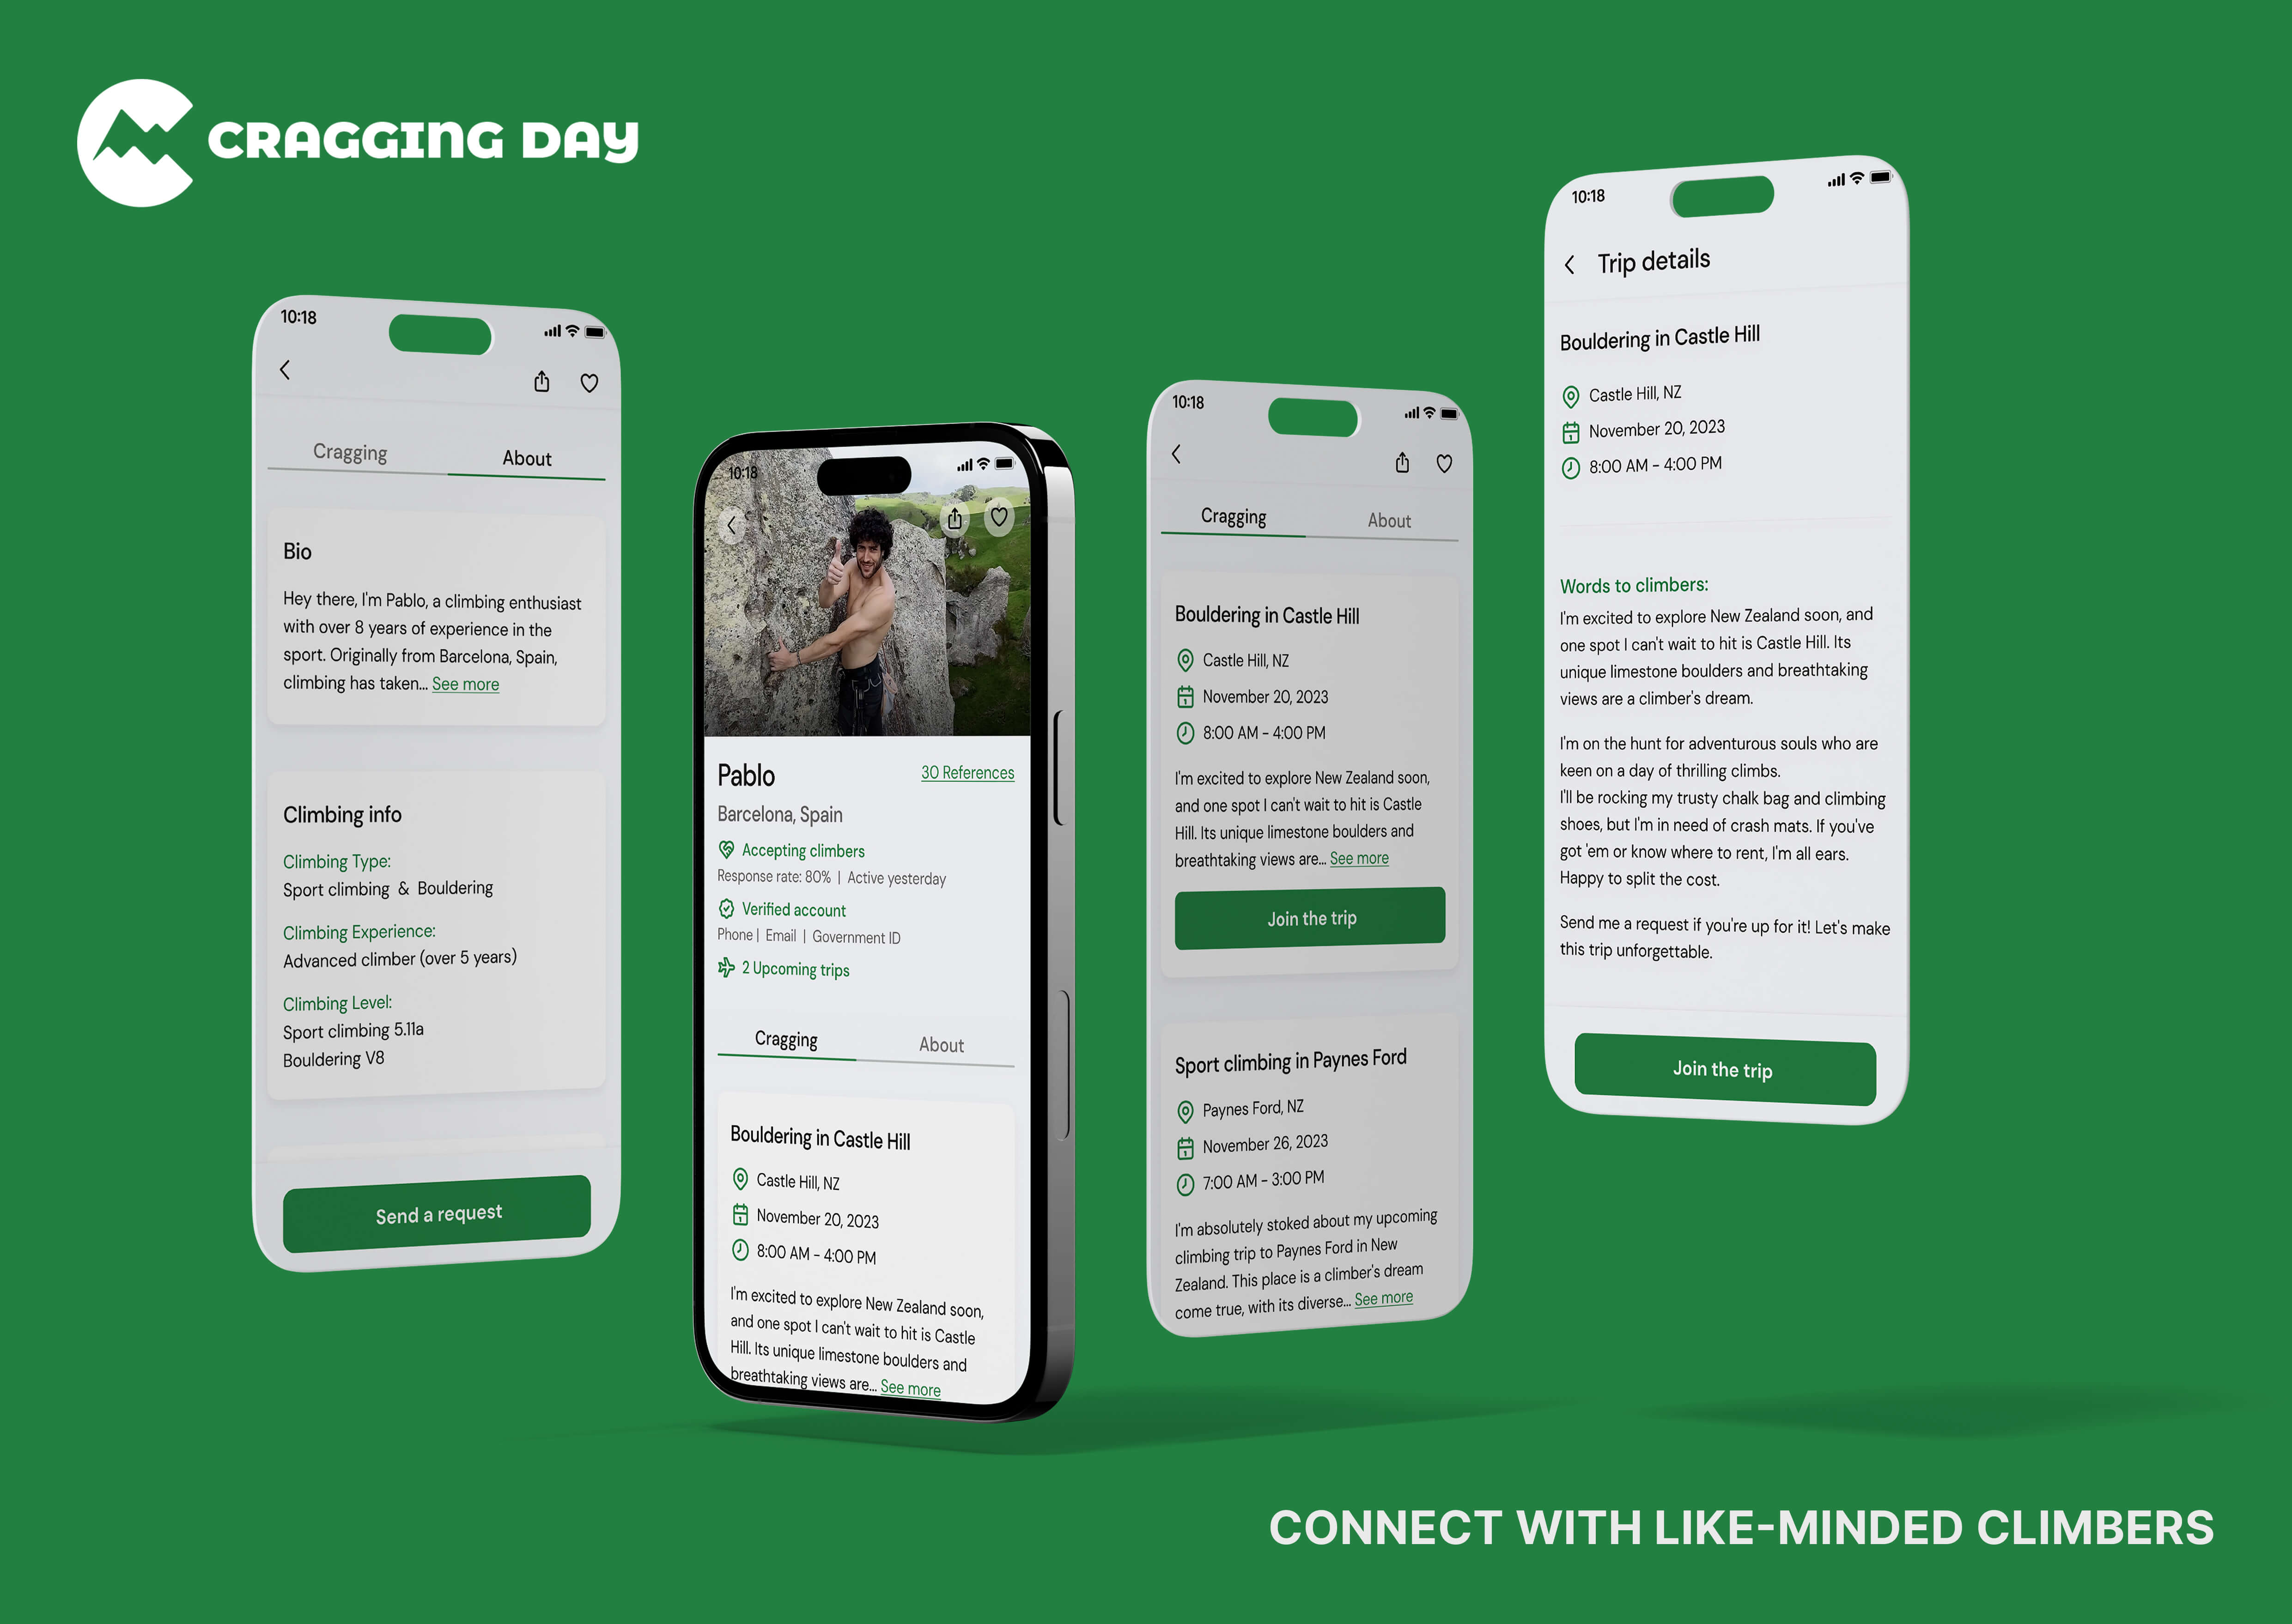 CRAGGING DAY
10:18
Cragging
About
Bio
Hey there, I'm Pablo, a climbing enthusiast
with over 8 years of experience in the
sport. Originally from Barcelona, Spain,
climbing has taken... See more
Climbing info
Climbing Type:
Sport climbing & Bouldering
Climbing Experience:
Advanced climber (over 5 years)
Climbing Level:
Sport climbing 5.11a
Bouldering V8
Send a request
10:18
Pablo
30 References
Barcelona, Spain
Accepting climbers
Response rate: 80% | Active yesterday
Verified account
Phone | Email | Government ID
2 Upcoming trips
Cragging
About
Bouldering in Castle Hill
Castle Hill, NZ
November 20, 2023
8:00 AM - 4:00 PM
I'm excited to explore New Zealand soon,
and one spot I can't wait to hit is Castle
Hill. Its unique limestone boulders and
breathtaking views are... See more
10:18
Cragging
About
Bouldering in Castle Hill
Castle Hill, NZ
November 20, 2023
8:00 AM - 4:00 PM
I'm excited to explore New Zealand soon,
and one spot I can't wait to hit is Castle
Hill. Its unique limestone boulders and
breathtaking views are... See more
Join the trip
Sport climbing in Paynes Ford
Paynes Ford, NZ
November 26, 2023
7:00 AM - 3:00 PM
I'm absolutely stoked about my upcoming
climbing trip to Paynes Ford in New
Zealand. This place is a climber's dream
come true, with its diverse... See more
10:18
Trip details
Bouldering in Castle Hill
Castle Hill, NZ
November 20, 2023
8:00 AM - 4:00 PM
Words to climbers:
I'm excited to explore New Zealand soon, and
one spot I can't wait to hit is Castle Hill. Its
unique limestone boulders and breathtaking
views are a climber's dream.
I'm on the hunt for adventurous souls who are
keen on a day of thrilling climbs.
I'll be rocking my trusty chalk bag and climbing
shoes, but I'm in need of crash mats. If you've
got 'em or know where to rent, I'm all ears.
Happy to split the cost.
Send me a request if you're up for it! Let's make
this trip unforgettable.
Join the trip
CONNECT WITH LIKE-MINDED CLIMBERS